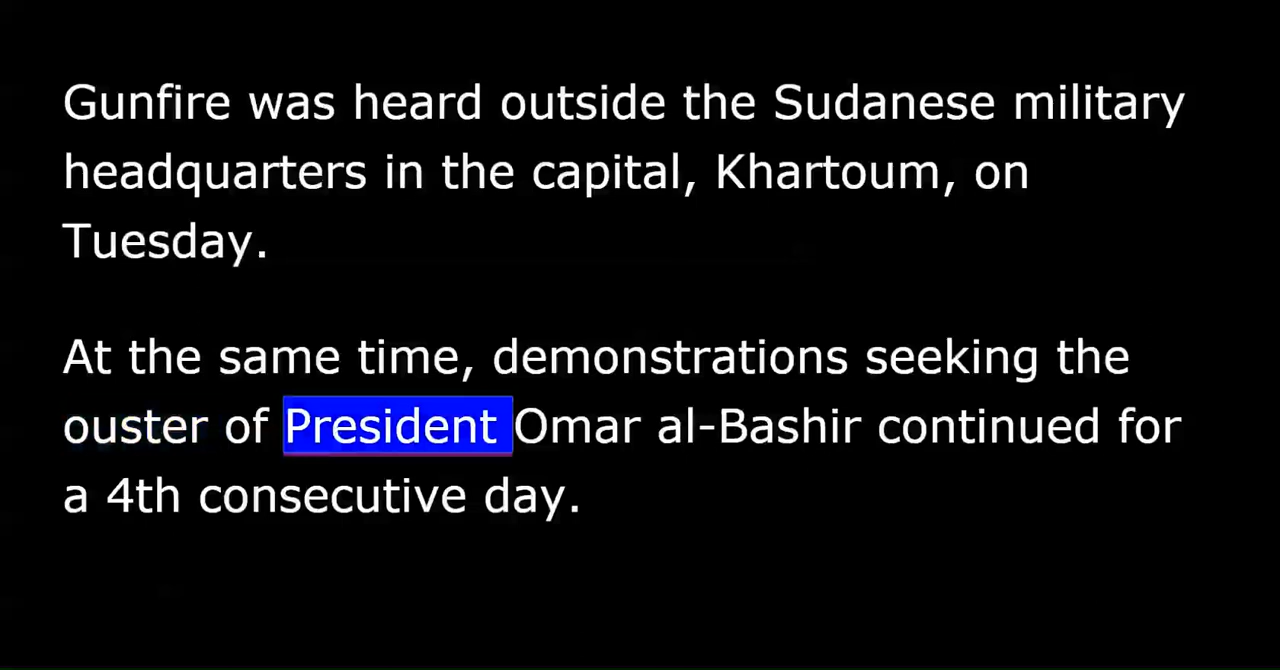 Gunfire was heard outside the Sudanese military
headquarters in the capital, Khartoum, on
Tuesday.
At the same time, demonstrations seeking the
ouster of President Omar al-Bashir continued for
a 4th consecutive day.